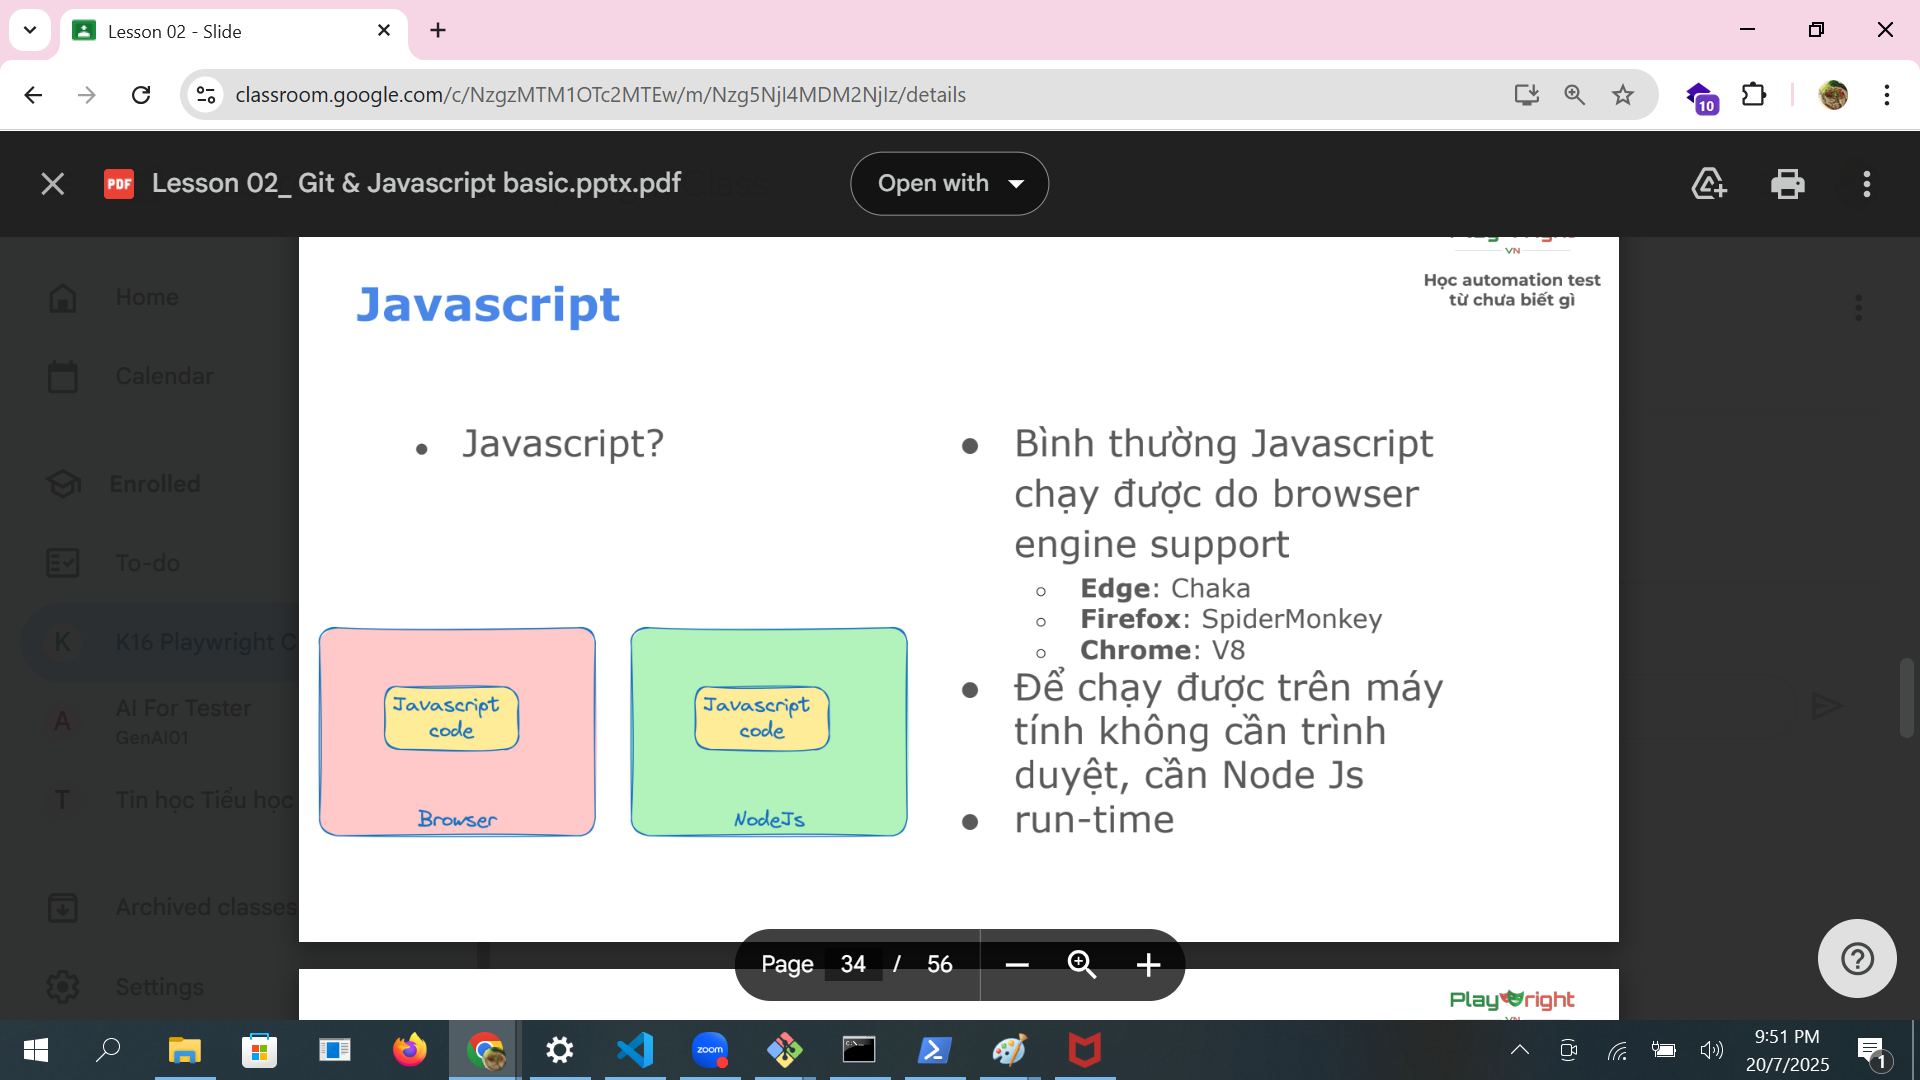 Lesson 02 - Slide
classroom.google.com/c/NzgzMTM1OTc2MTEw/m/Nzg5NjI4MDM2NjIz/details
10
PDF
Lesson 02_ Git & Javascript basic.pptx.pdf
Open with
Home
Calendar
Enrolled
To-do
K
K16 Playwright C
A
AI For Tester
GenAI01
T
Tin học Tiểu học
Archived classes
Settings
VN
Học automation test
từ chưa biết gì
Javascript
Javascript?
Javascript
code
Browser
Javascript
code
NodeJs
Bình thường Javascript
chạy được do browser
engine support
Edge: Chaka
Firefox: SpiderMonkey
Chrome: V8
Để chạy được trên máy
tính không cần trình
duyệt, cần Node Js
run-time
Page 34 / 56
Playwright
zoom
9:51 PM
20/7/2025
1